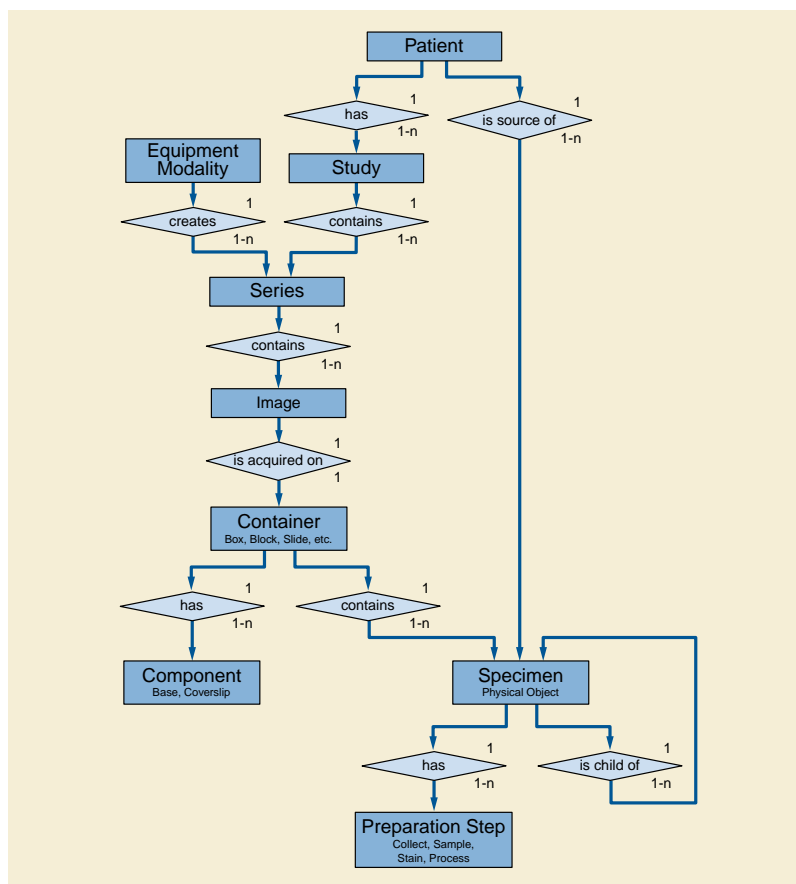 Patient
1
1
has
is source of
1-n
1-n
Equipment
Modality
Study
1
1
creates
contains
1-n
1-n
Series
1
contains
1-n
Image
1
is acquired on
1
Container
Box, Block, Slide, etc.
1
1
has
contains
1-n
1-n
Component
Base, Coverslip
Specimen
Physical Object
1
1
has
is child of
1-n
1-n
Preparation Step
Collect, Sample,
Stain, Process